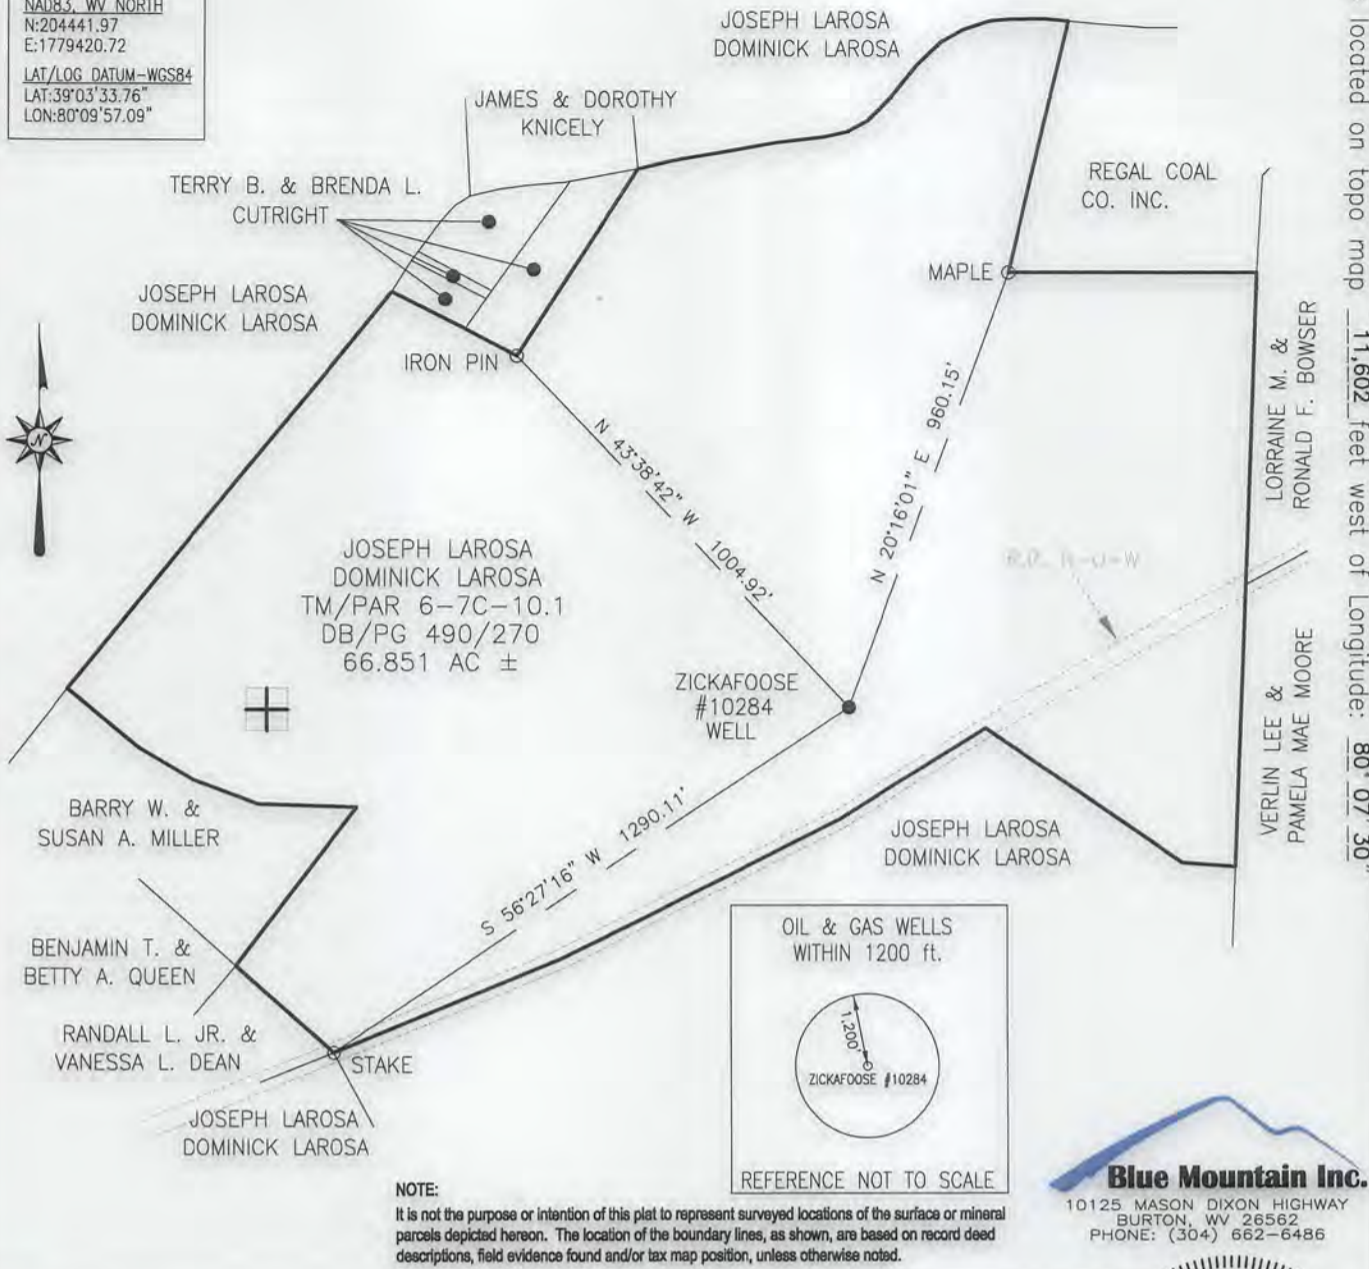 NAD83, WV NORTH
N:204441.97
E:1779420.72
LAT/LOG DATUM-WGS84
LAT:39°03'33.76"
LON:80°09'57.09"
JOSEPH LAROSA
DOMINICK LAROSA
JAMES & DOROTHY
KNICELY
TERRY B. & BRENDA L.
CUTRIGHT
REGAL COAL
CO. INC.
MAPLE
JOSEPH LAROSA
DOMINICK LAROSA
IRON PIN
N
LORRAINE M. &
RONALD F. BOWSER
located on topo map 11,602 feet west of Longitude: 80° 07' 30"
N 43°38'42" W 1004.92'
N 20°16'01" E 960.15'
R.R. R-O-W
JOSEPH LAROSA
DOMINICK LAROSA
TM/PAR 6-7C-10.1
DB/PG 490/270
66.851 AC ±
ZICKAFOOSE
#10284
WELL
VERLIN LEE &
PAMELA MAE MOORE
BARRY W. &
SUSAN A. MILLER
S 56°27'16" W 1290.11'
JOSEPH LAROSA
DOMINICK LAROSA
BENJAMIN T. &
BETTY A. QUEEN
RANDALL L. JR. &
VANESSA L. DEAN
STAKE
JOSEPH LAROSA
DOMINICK LAROSA
OIL & GAS WELLS
WITHIN 1200 ft.
1,200'
ZICKAFOOSE #10284
REFERENCE NOT TO SCALE
NOTE:
It is not the purpose or intention of this plat to represent surveyed locations of the surface or mineral
parcels depicted hereon. The location of the boundary lines, as shown, are based on record deed
descriptions, field evidence found and/or tax map position, unless otherwise noted.
Blue Mountain Inc.
10125 MASON DIXON HIGHWAY
BURTON, WV 26562
PHONE: (304) 662-6486